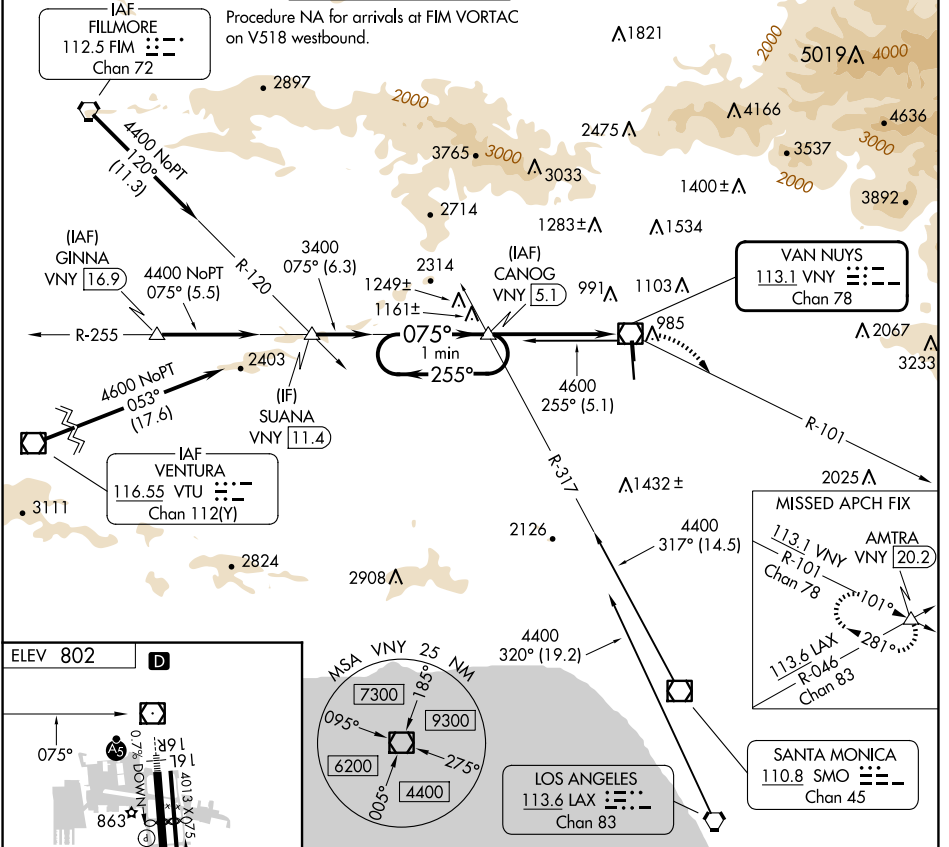 IAF
FILLMORE
112.5 FIM
Chan 72
Procedure NA for arrivals at FIM VORTAC
on V518 westbound.
1821
2000
5019
4000
2897
2000
4166
4636
2475
3000
3765
3000
3537
3033
2000
4400 NoPT
120°
(11.3)
1400±
3892
2714
1283±
1534
(IAF)
GINNA
VNY 16.9
4400 NoPT
075° (5.5)
R-120
3400
075° (6.3)
2314
1249±
1161±
(IAF)
CANOG
VNY 5.1
991
1103
VAN NUYS
113.1 VNY
Chan 78
R-255
075°
1 min
255°
985
2067
3233
4600 NoPT
053°
(17.6)
2403
(IF)
SUANA
VNY 11.4
4600
255° (5.1)
R-101
IAF
VENTURA
116.55 VTU
Chan 112(Y)
R-317
1432±
2025
3111
2126
4400
317° (14.5)
2824
2908
MISSED APCH FIX
113.1 VNY
R-101
Chan 78
AMTRA
VNY 20.2
101°
281°
113.6 LAX
R-046
Chan 83
4400
320° (19.2)
ELEV 802
D
075°
A5
0.7% DOWN
16R
16L
4013 X 75
863
P
MSA VNY 25 NM
185°
7300
095°
9300
6200
275°
4400
005°
LOS ANGELES
113.6 LAX
Chan 83
SANTA MONICA
110.8 SMO
Chan 45